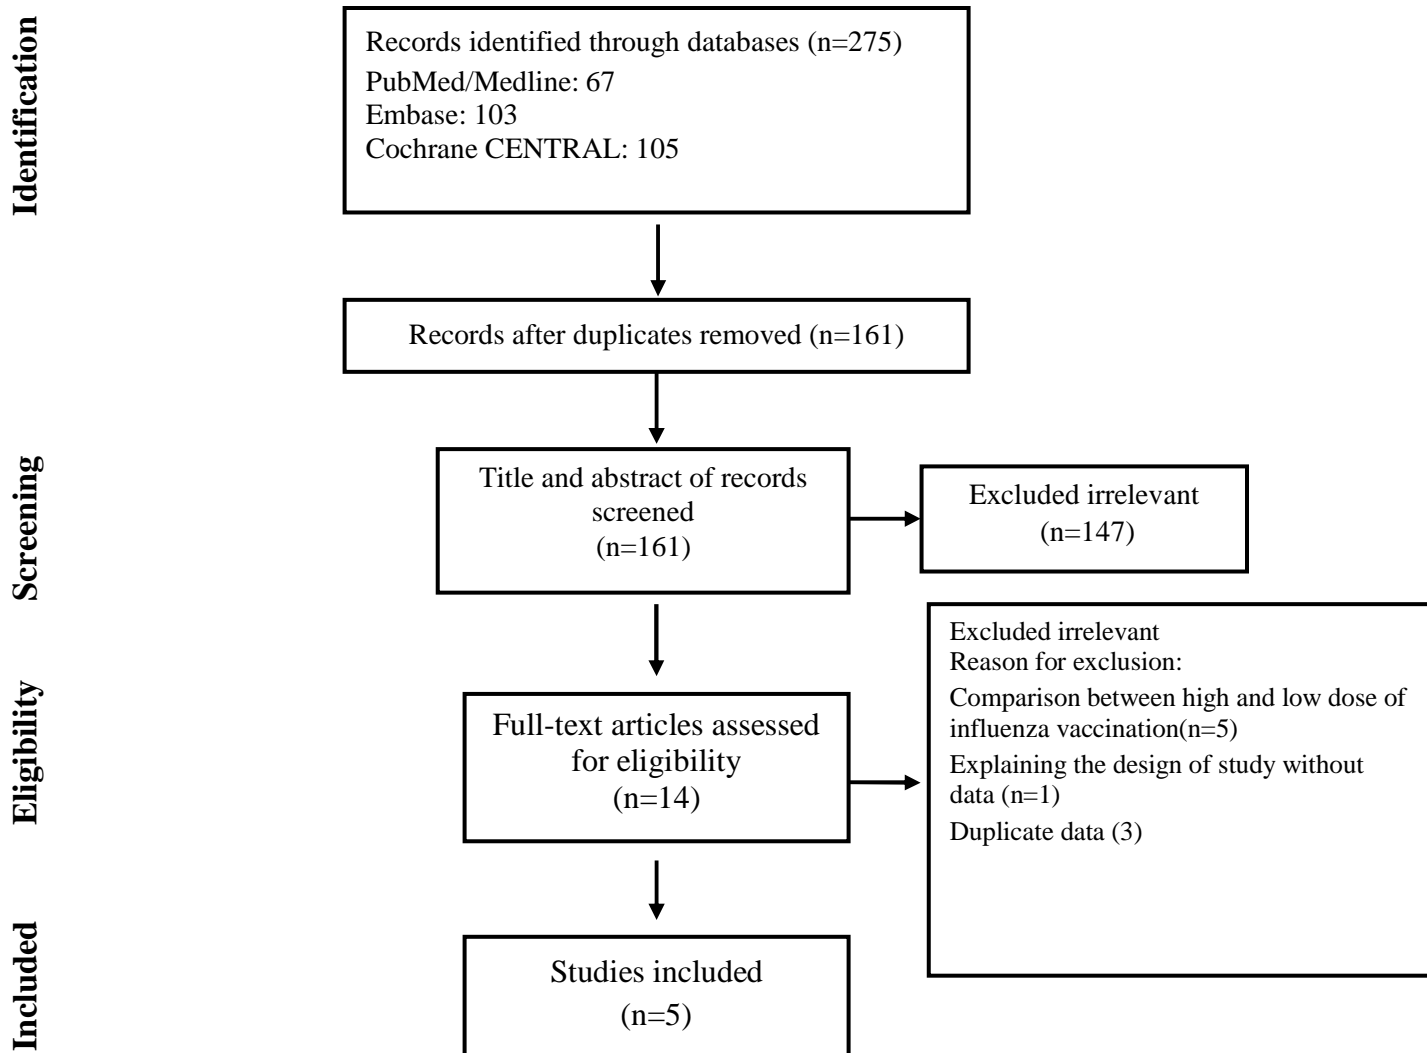 Identification
Records identified through databases (n=275)
PubMed/Medline: 67
Embase: 103
Cochrane CENTRAL: 105
Records after duplicates removed (n=161)
Screening
Title and abstract of records
screened
(n=161)
Excluded irrelevant
(n=147)
Eligibility
Full-text articles assessed
for eligibility
(n=14)
Excluded irrelevant
Reason for exclusion:
Comparison between high and low dose of
influenza vaccination(n=5)
Explaining the design of study without
data (n=1)
Duplicate data (3)
Included
Studies included
(n=5)